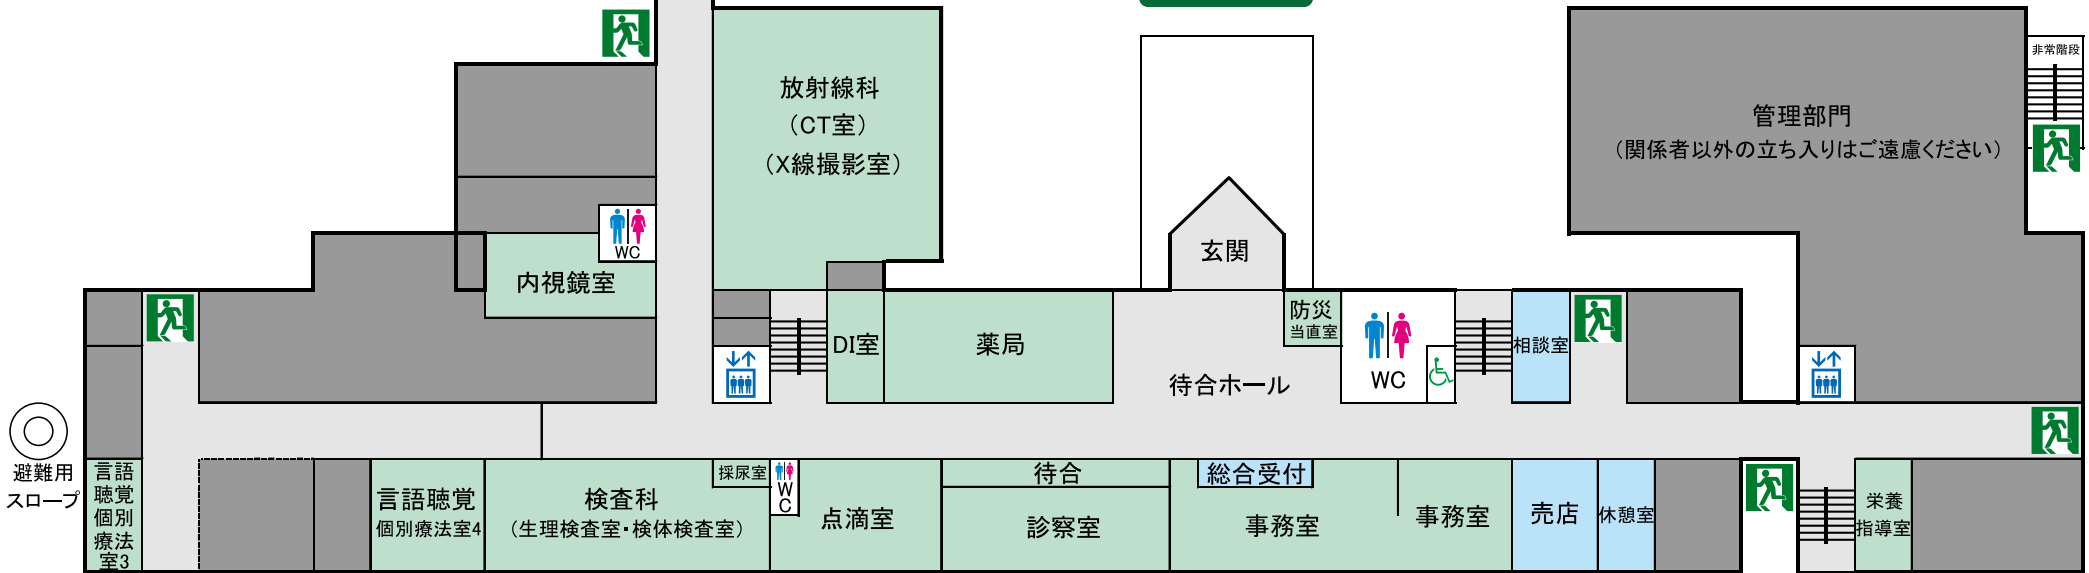 非常階段
放射線科
（CT室）
（X線撮影室）
管理部門
（関係者以外の立ち入りはご遠慮ください）
WC
内視鏡室
玄関
DI室
薬局
防災
当直室
WC
相談室
待合ホール
避難用
スロープ
言語
聴覚
個別
療法
室3
言語聴覚
個別療法室4
検査科
（生理検査室・検体検査室）
採尿室
W
C
点滴室
待合
診察室
総合受付
事務室
事務室
売店
休憩室
栄養
指導室